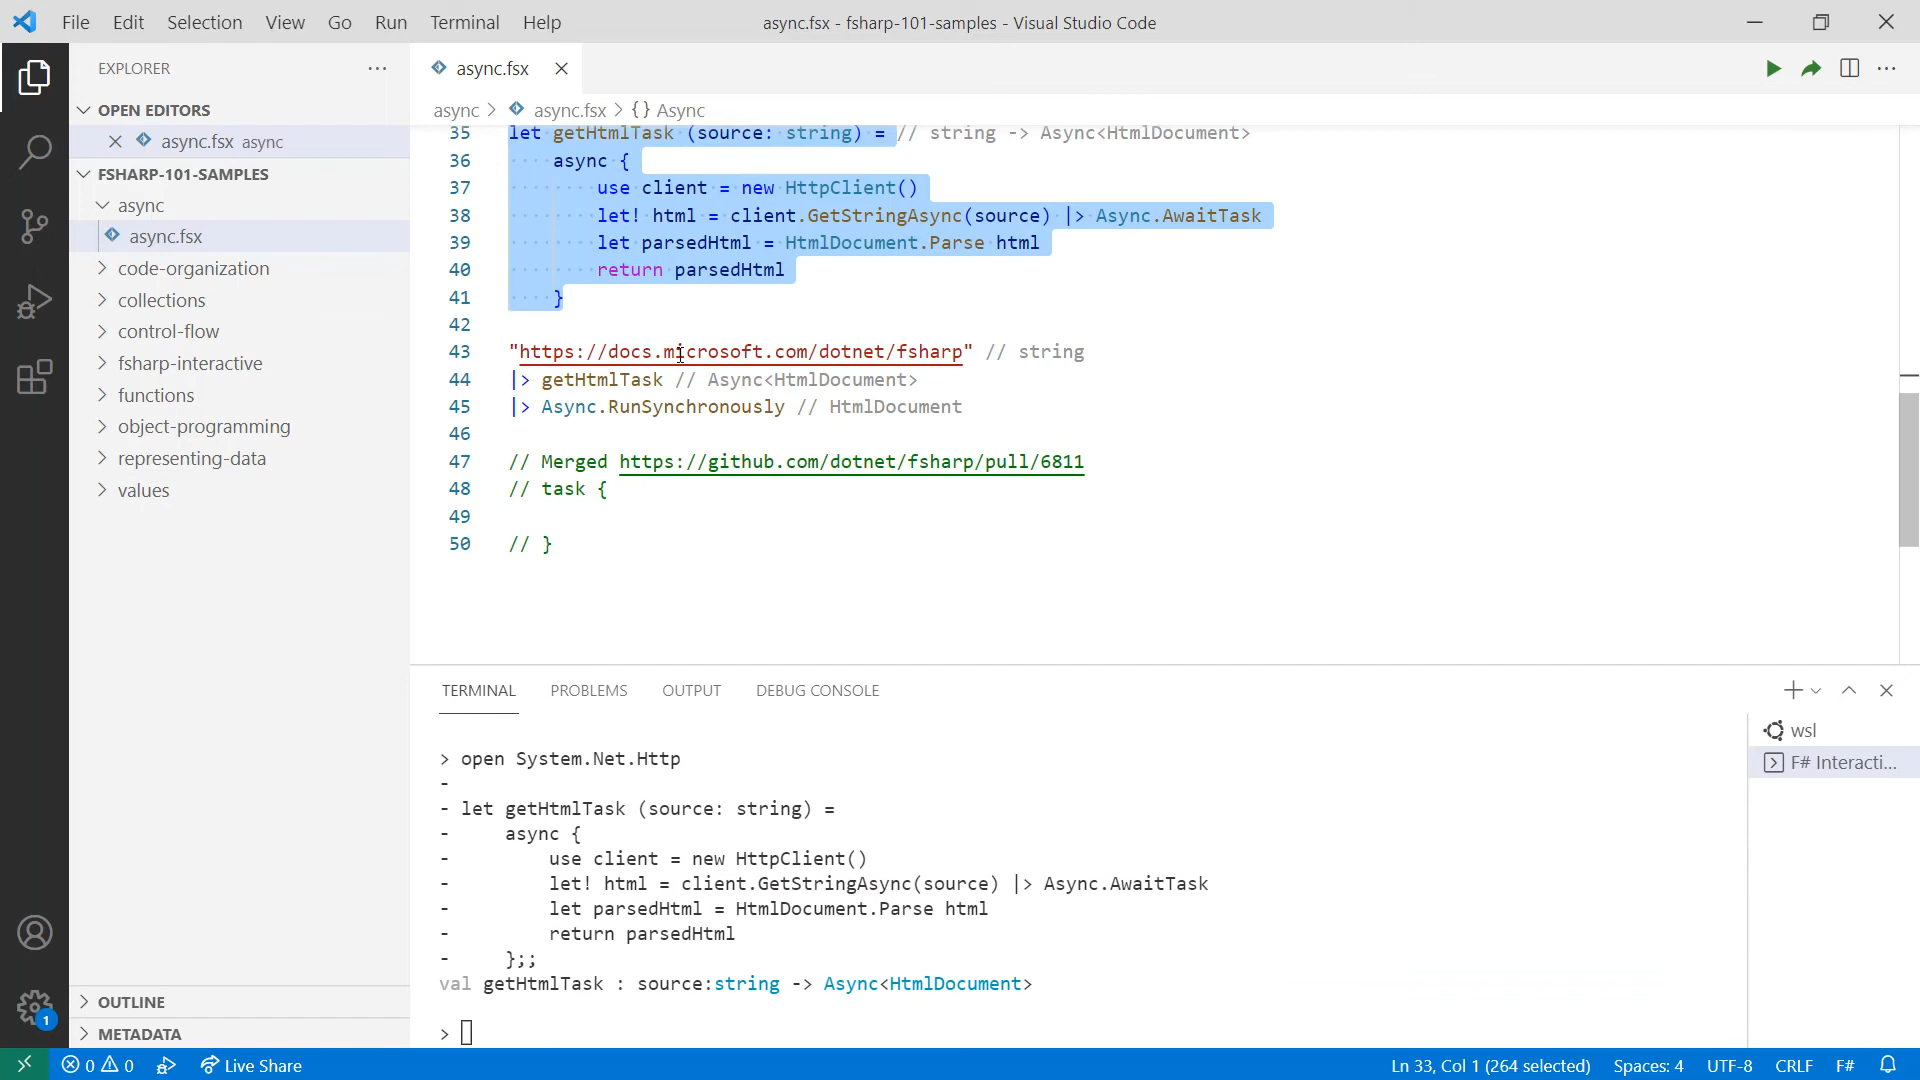 File Edit Selection View Go Run Terminal Help
async.fsx - fsharp-101-samples - Visual Studio Code
EXPLORER
OPEN EDITORS
async.fsx async
FSHARP-101-SAMPLES
async
async.fsx
code-organization
collections
control-flow
fsharp-interactive
functions
object-programming
representing-data
values
OUTLINE
METADATA
async.fsx
async > async.fsx > {} Async
35 let getHtmlTask (source: string) = // string -> Async<HtmlDocument>
36 async {
37 use client = new HttpClient()
38 let! html = client.GetStringAsync(source) |> Async.AwaitTask
39 let parsedHtml = HtmlDocument.Parse html
40 return parsedHtml
41 }
42
43 "https://docs.microsoft.com/dotnet/fsharp" // string
44 |> getHtmlTask // Async<HtmlDocument>
45 |> Async.RunSynchronously // HtmlDocument
46
47 // Merged https://github.com/dotnet/fsharp/pull/6811
48 // task {
49
50 // }
TERMINAL PROBLEMS OUTPUT DEBUG CONSOLE
> open System.Net.Http
-
- let getHtmlTask (source: string) =
- async {
- use client = new HttpClient()
- let! html = client.GetStringAsync(source) |> Async.AwaitTask
- let parsedHtml = HtmlDocument.Parse html
- return parsedHtml
- };;
val getHtmlTask : source:string -> Async<HtmlDocument>
>
wsl
F# Interacti...
1
0 0 Live Share
Ln 33, Col 1 (264 selected) Spaces: 4 UTF-8 CRLF F#